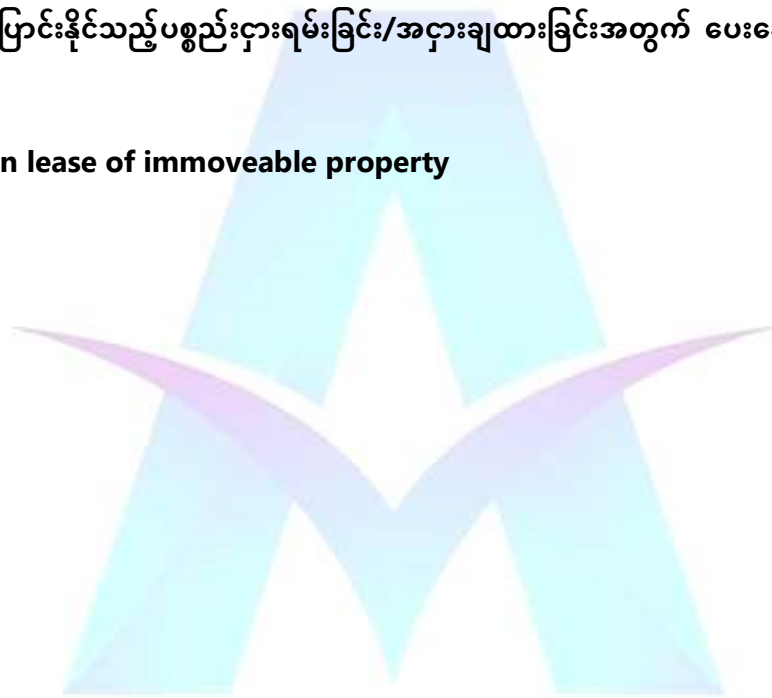 ပြောင်းနိုင်သည့်ပစ္စည်းငှားရမ်းခြင်း/အငှားချထားခြင်းအတွက်
n lease of immoveable property